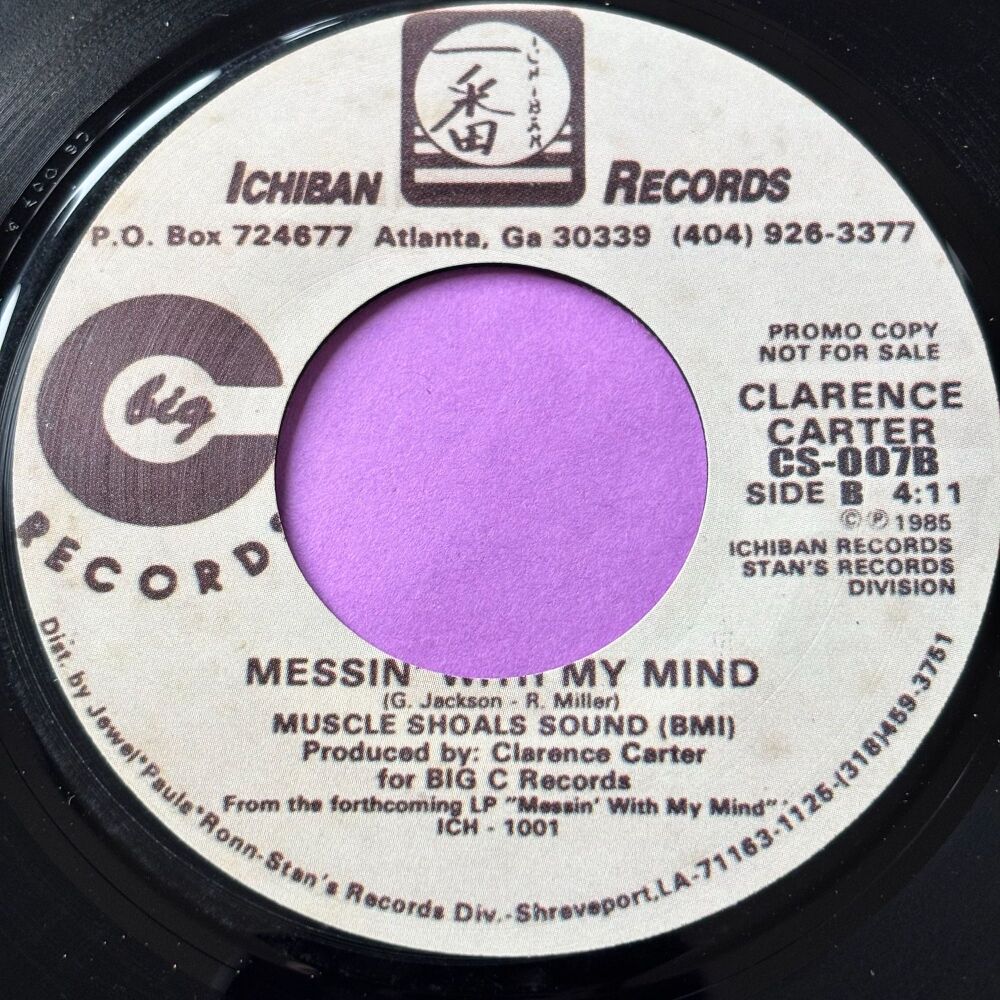 一番
ICHIBAN
ICHIBAN RECORDS
P.O. Box 724677 Atlanta, Ga 30339 (404) 926-3377
big
RECORDS
PROMO COPY
NOT FOR SALE
CLARENCE
CARTER
CS-007B
SIDE B 4:11
©℗ 1985
ICHIBAN RECORDS
STAN'S RECORDS
DIVISION
MESSIN' WITH MY MIND
(G. Jackson - R. Miller)
MUSCLE SHOALS SOUND (BMI)
Produced by: Clarence Carter
for BIG C Records
From the forthcoming LP "Messin' With My Mind"
ICH - 1001
Dist. by Jewel*Paula*Ronn-Stan's Records Div.-Shreveport,LA-71163-1125-(318)459-3751